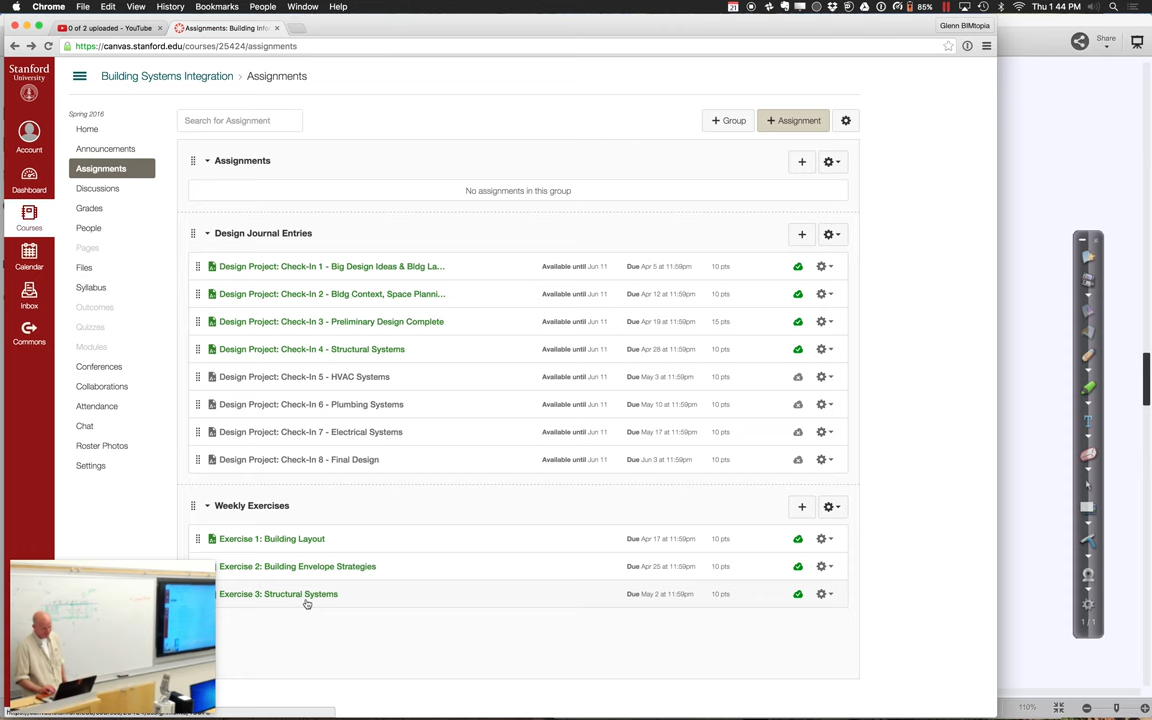 Chrome File Edit View History Bookmarks People Window Help
85% Thu 1:44 PM
0 of 2 uploaded - YouTube
Assignments: Building Info
Glenn BIMtopia
https://canvas.stanford.edu/courses/25424/assignments
Share
Stanford
University
Account
Dashboard
Courses
Calendar
Inbox
Commons
Building Systems Integration > Assignments
Spring 2016
Home
Announcements
Assignments
Discussions
Grades
People
Pages
Files
Syllabus
Outcomes
Quizzes
Modules
Conferences
Collaborations
Attendance
Chat
Roster Photos
Settings
Search for Assignment
+ Group
+ Assignment
Assignments
No assignments in this group
Design Journal Entries
Design Project: Check-In 1 - Big Design Ideas & Bldg La... Available until Jun 11 Due Apr 5 at 11:59pm 10 pts
Design Project: Check-In 2 - Bldg Context, Space Planni... Available until Jun 11 Due Apr 12 at 11:59pm 10 pts
Design Project: Check-In 3 - Preliminary Design Complete Available until Jun 11 Due Apr 19 at 11:59pm 15 pts
Design Project: Check-In 4 - Structural Systems Available until Jun 11 Due Apr 28 at 11:59pm 10 pts
Design Project: Check-In 5 - HVAC Systems Available until Jun 11 Due May 3 at 11:59pm 10 pts
Design Project: Check-In 6 - Plumbing Systems Available until Jun 11 Due May 10 at 11:59pm 10 pts
Design Project: Check-In 7 - Electrical Systems Available until Jun 11 Due May 17 at 11:59pm 10 pts
Design Project: Check-In 8 - Final Design Available until Jun 11 Due Jun 3 at 11:59pm 10 pts
Weekly Exercises
Exercise 1: Building Layout Due Apr 17 at 11:59pm
Exercise 2: Building Envelope Strategies Due Apr 25 at 11:59pm
Exercise 3: Structural Systems Due May 2 at 11:59pm
1 / 1
110%